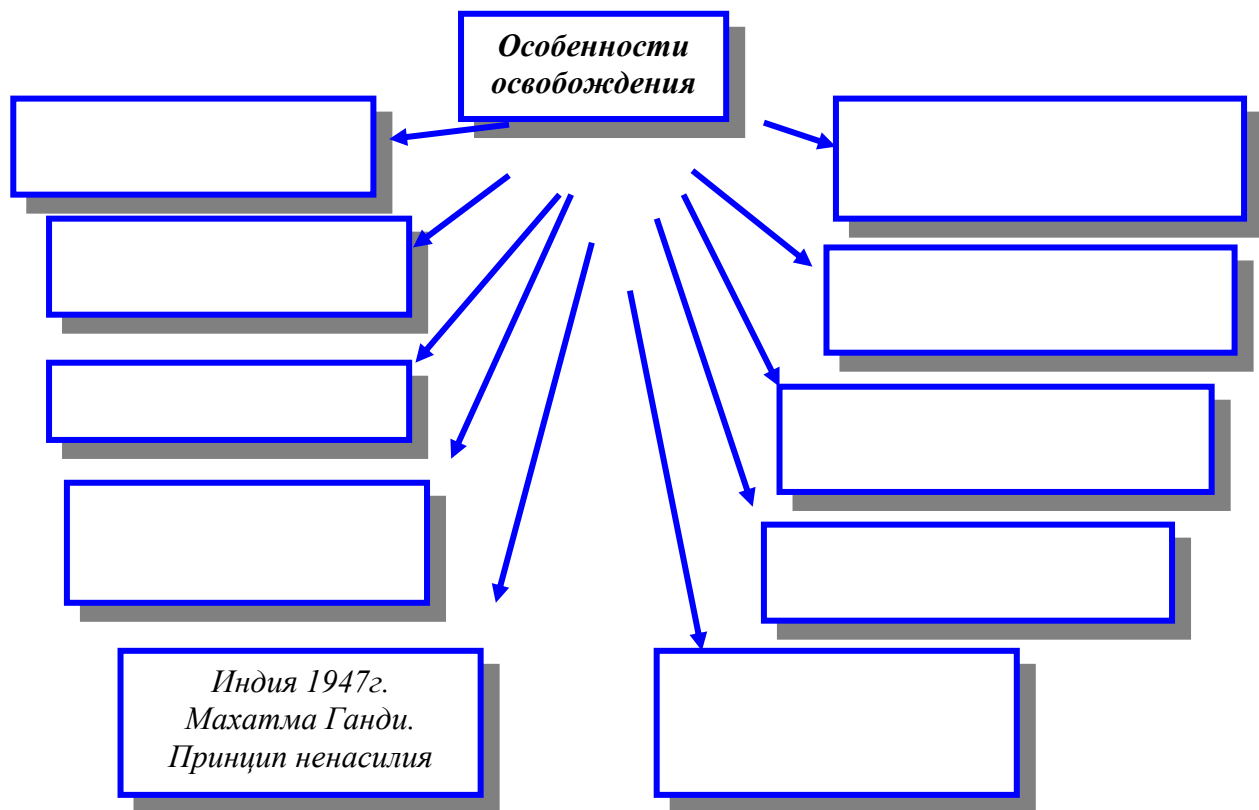 Особенности
освобождения
Индия 1947г.
Махатма Ганди.
Принцип ненасилия